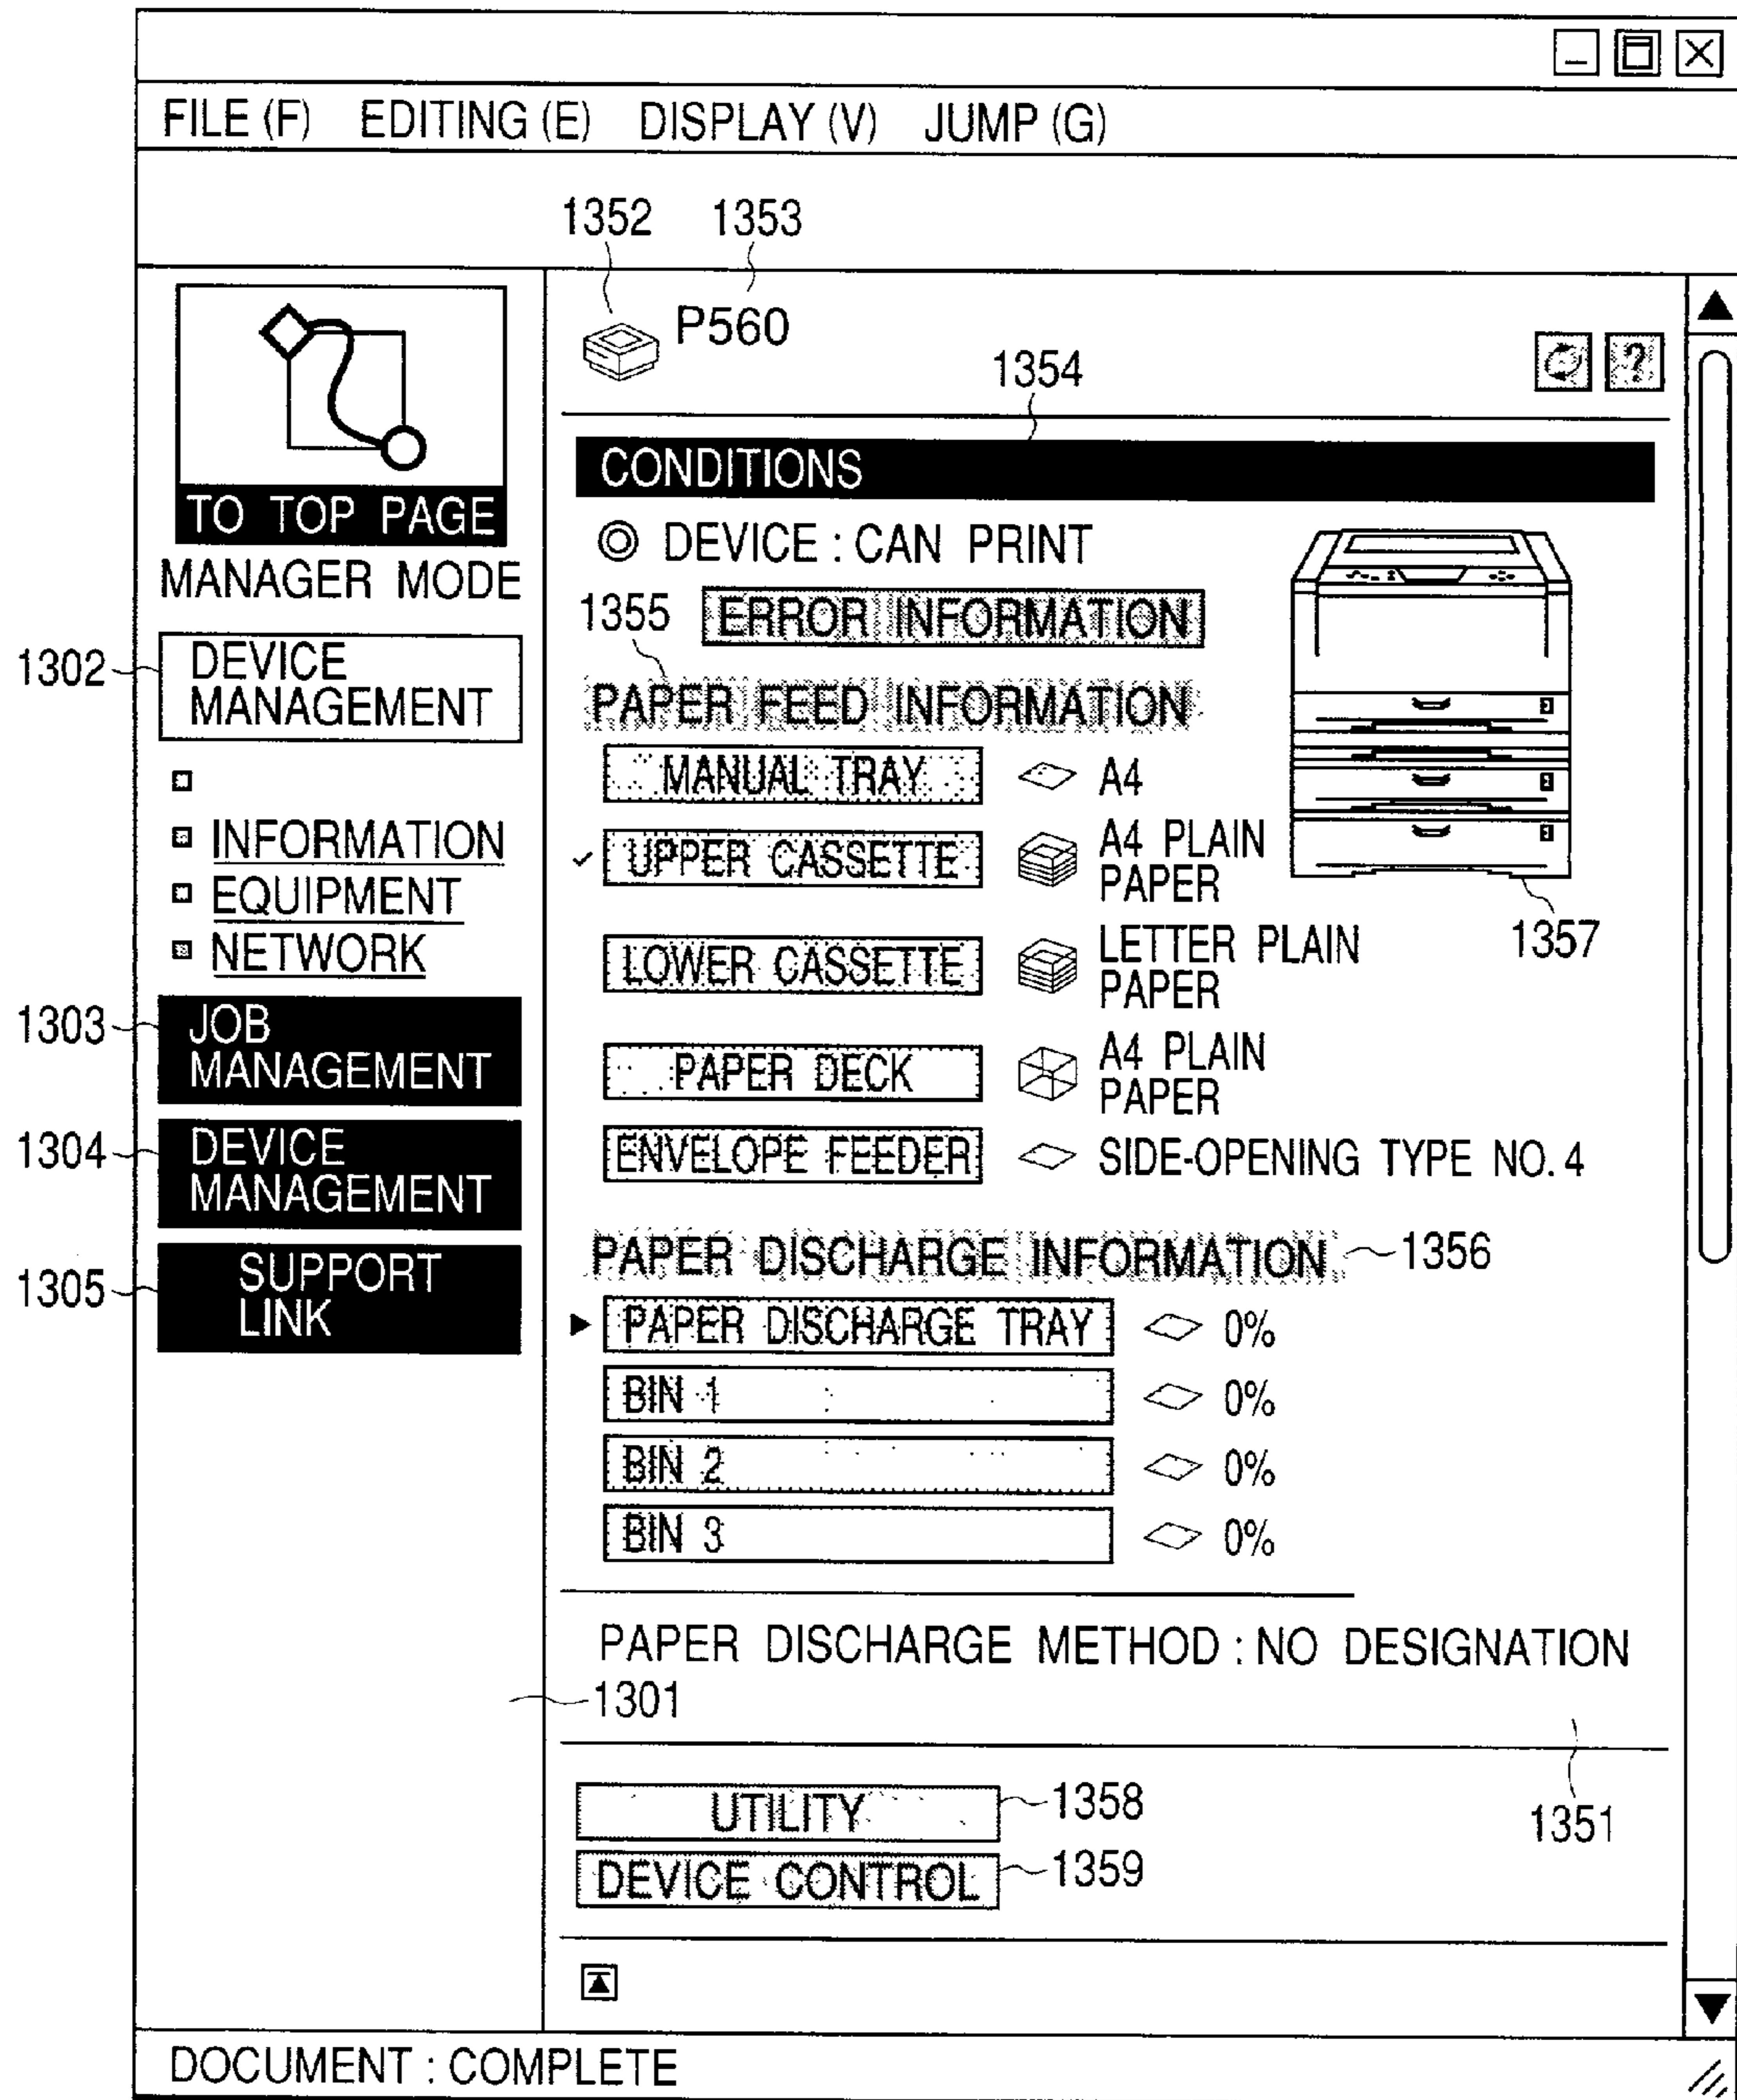 FILE (F) EDITING (E) DISPLAY (V) JUMP (G)
1352 1353
P560
?
1354
TO TOP PAGE
MANAGER MODE
1302
DEVICE
MANAGEMENT
INFORMATION
EQUIPMENT
NETWORK
1303
JOB
MANAGEMENT
1304
DEVICE
MANAGEMENT
1305
SUPPORT
LINK
1301
CONDITIONS
DEVICE : CAN PRINT
1355
ERROR INFORMATION
PAPER FEED INFORMATION
MANUAL TRAY A4
UPPER CASSETTE A4 PLAIN
PAPER
1357
LOWER CASSETTE LETTER PLAIN
PAPER
PAPER DECK A4 PLAIN
PAPER
ENVELOPE FEEDER SIDE-OPENING TYPE NO. 4
PAPER DISCHARGE INFORMATION 1356
PAPER DISCHARGE TRAY 0%
BIN 1 0%
BIN 2 0%
BIN 3 0%
PAPER DISCHARGE METHOD : NO DESIGNATION
1351
UTILITY 1358
DEVICE CONTROL 1359
DOCUMENT : COMPLETE